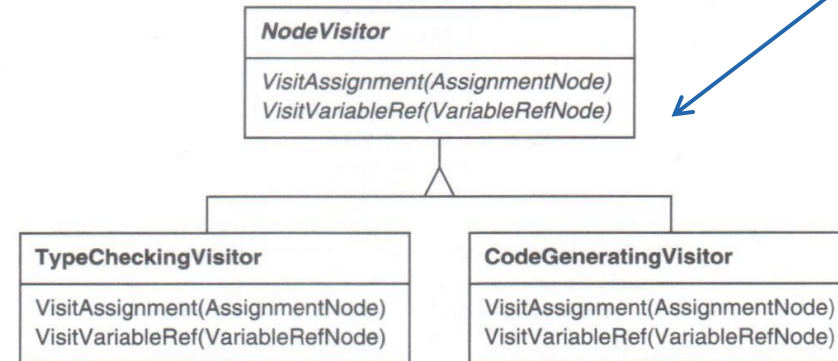 NodeVisitor
VisitAssignment(AssignmentNode)
VisitVariableRef(VariableRefNode)
TypeCheckingVisitor
VisitAssignment(AssignmentNode)
VisitVariableRef(VariableRefNode)
CodeGeneratingVisitor
VisitAssignment(AssignmentNode)
VisitVariableRef(VariableRefNode)